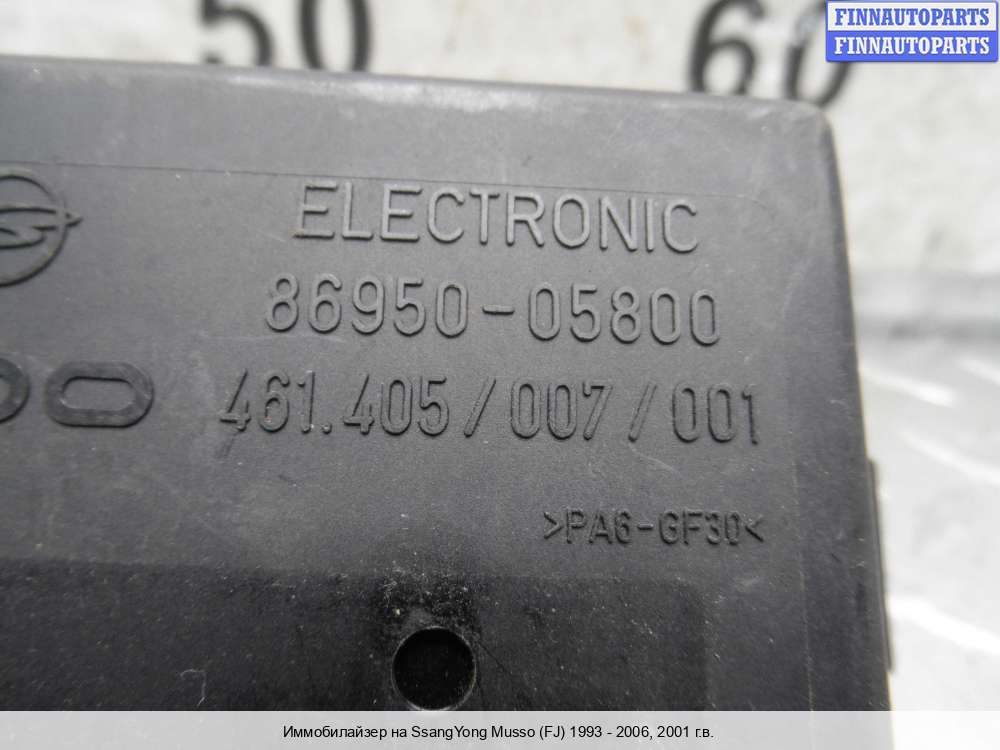 50
60
FINNAUTOPARTS
FINNAUTOPARTS
ELECTRONIC
86950-05800
461.405/007/001
>PA6-GF30<
Иммобилайзер на SsangYong Musso (FJ) 1993 - 2006, 2001 г.в.